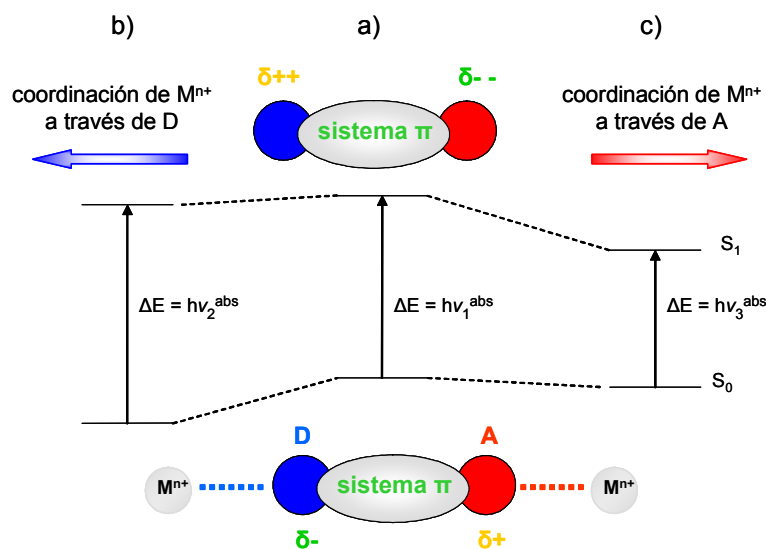 b)
a)
c)
δ++
δ- -
coordinación de Mⁿ⁺
a través de D
sistema π
coordinación de Mⁿ⁺
a través de A
S₁
ΔE = hν₂ᵃᵇˢ
ΔE = hν₁ᵃᵇˢ
ΔE = hν₃ᵃᵇˢ
S₀
D
A
Mⁿ⁺
sistema π
Mⁿ⁺
δ-
δ+